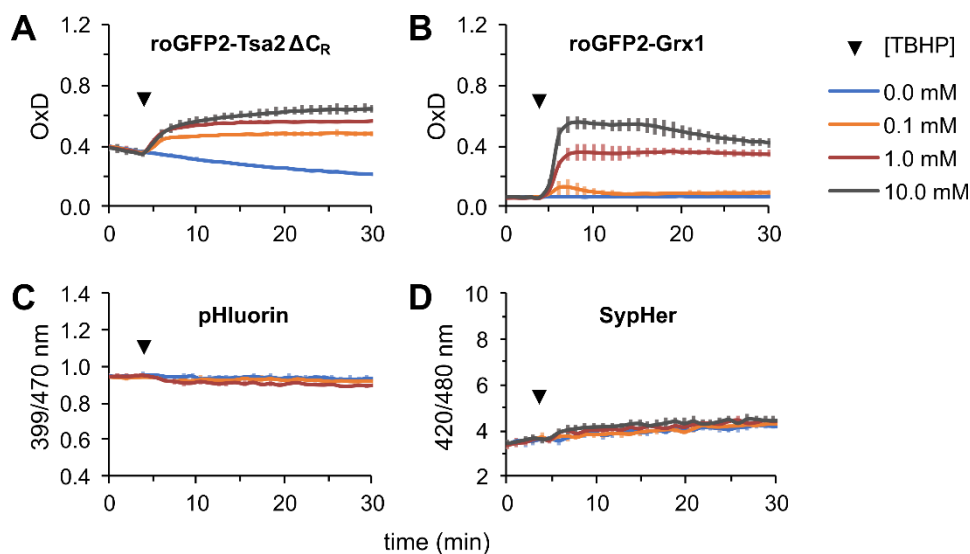 A
roGFP2-Tsa2 ΔC_R
OxD
1.2
0.8
0.4
0.0
0 10 20 30
B
roGFP2-Grx1
OxD
1.2
0.8
0.4
0.0
0 10 20 30
▼ [TBHP]
0.0 mM
0.1 mM
1.0 mM
10.0 mM
C
pHluorin
399/470 nm
1.4
1.2
1.0
0.8
0.6
0.4
0 10 20 30
D
SypHer
420/480 nm
10
8
6
4
2
0 10 20 30
time (min)